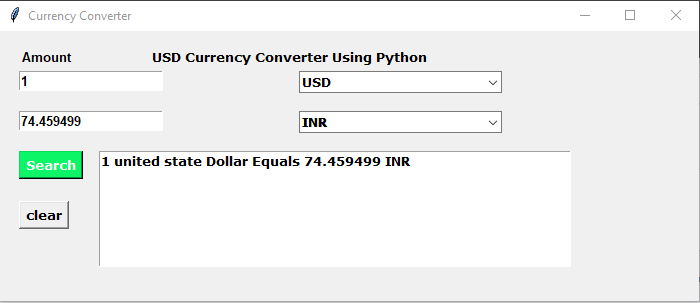 Currency Converter
Amount
USD Currency Converter Using Python
1
USD
74.459499
INR
Search
1 united state Dollar Equals 74.459499 INR
clear